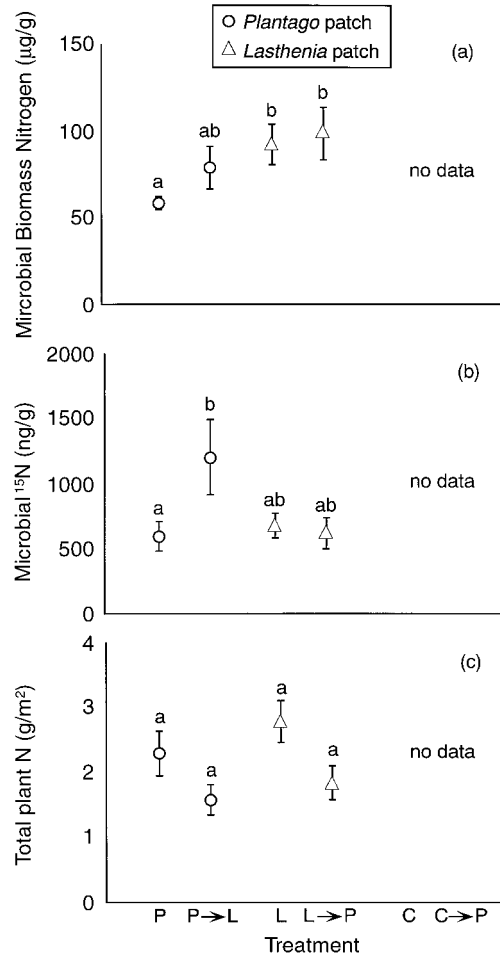 Plantago patch
Lasthenia patch
(a)
Mircrobial Biomass Nitrogen (µg/g)
150
100
50
0
a
ab
b
b
no data
(b)
Microbial ¹⁵N (ng/g)
2000
1500
1000
500
0
a
b
ab
ab
no data
(c)
Total plant N (g/m²)
4
3
2
1
0
a
a
a
a
no data
P P→L L L→P C C→P
Treatment